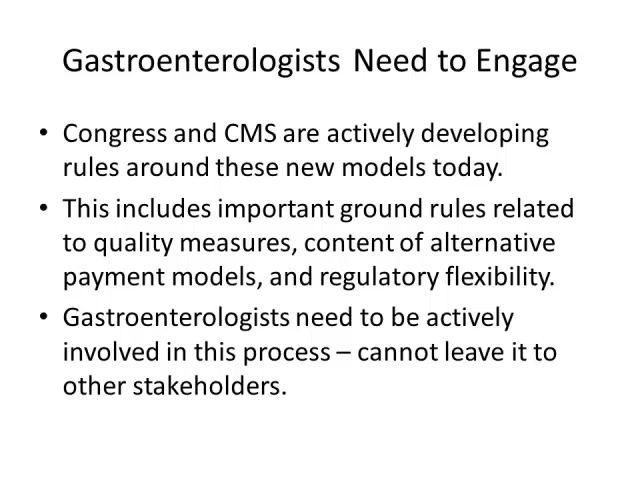 Gastroenterologists Need to Engage
• Congress and CMS are actively developing
rules around these new models today.
• This includes important ground rules related
to quality measures, content of alternative
payment models, and regulatory flexibility.
• Gastroenterologists need to be actively
involved in this process – cannot leave it to
other stakeholders.